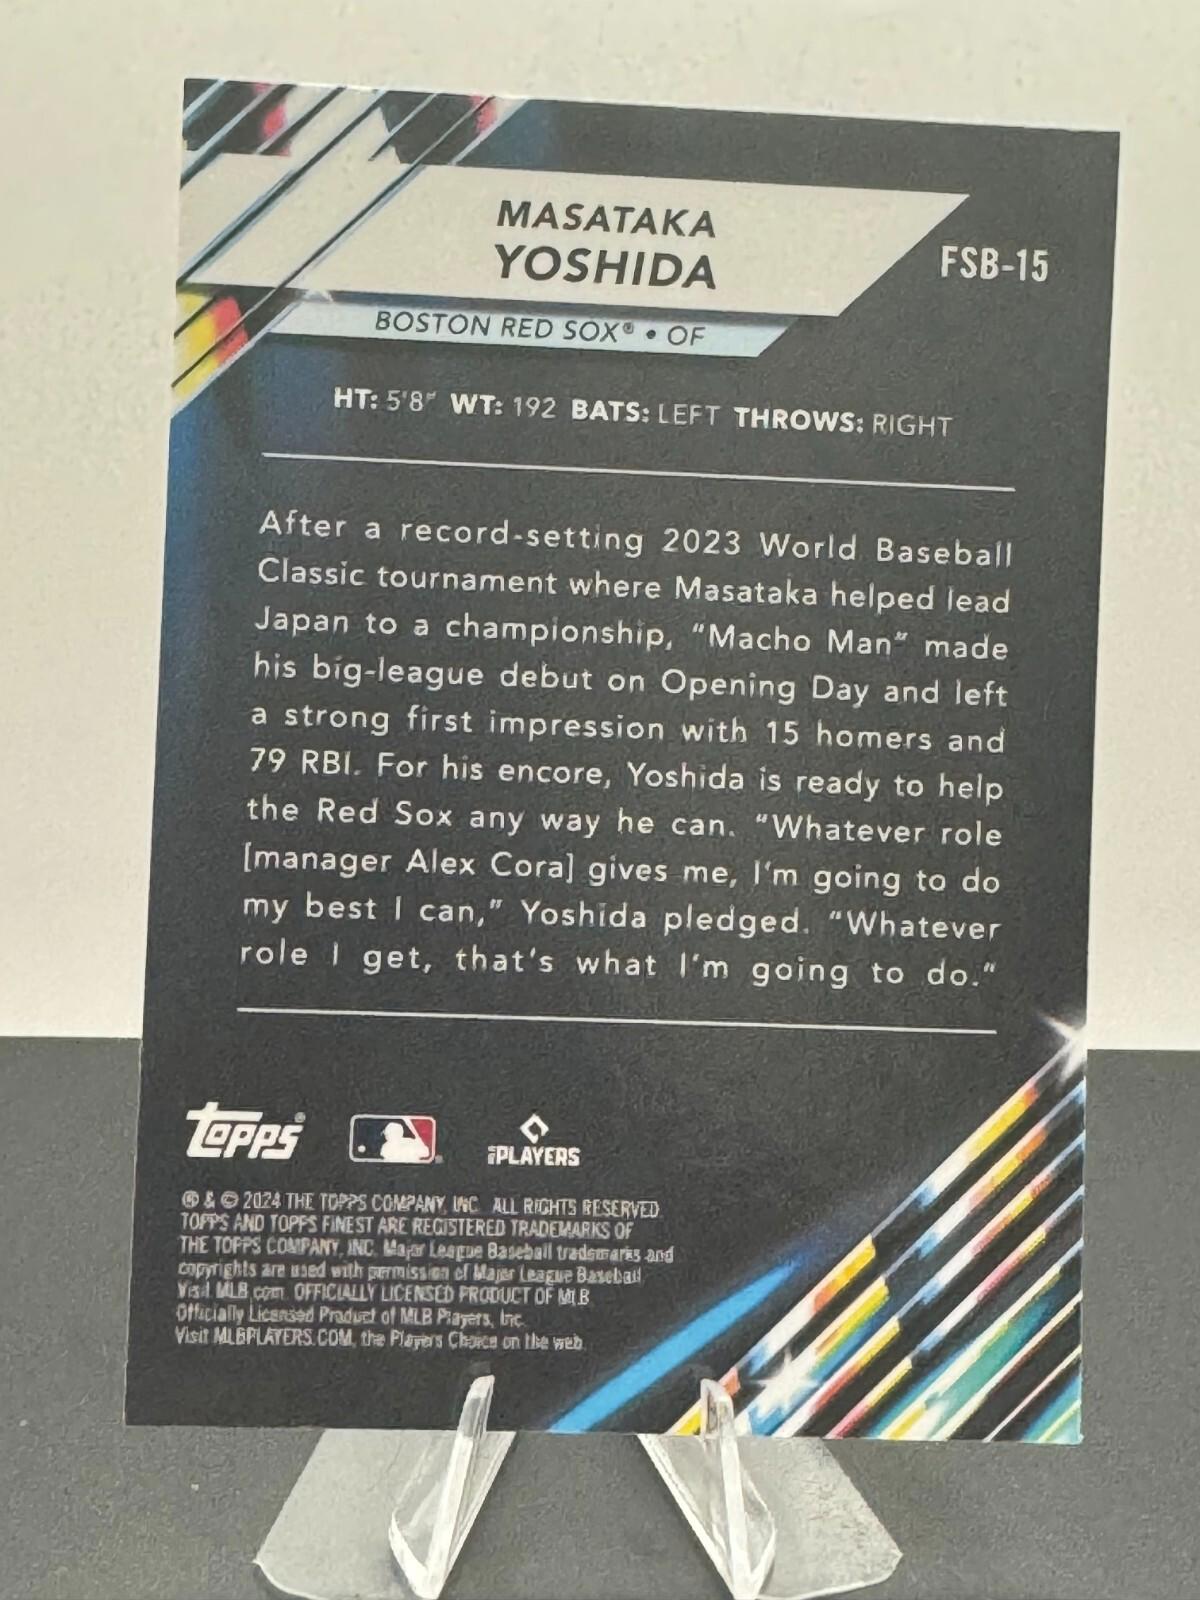 MASATAKA
YOSHIDA
FSB-15
BOSTON RED SOX® • OF
HT: 5'8" WT: 192 BATS: LEFT THROWS: RIGHT
After a record-setting 2023 World Baseball
Classic tournament where Masataka helped lead
Japan to a championship, "Macho Man" made
his big-league debut on Opening Day and left
a strong first impression with 15 homers and
79 RBI. For his encore, Yoshida is ready to help
the Red Sox any way he can. "Whatever role
[manager Alex Cora] gives me, I'm going to do
my best I can," Yoshida pledged. "Whatever
role I get, that's what I'm going to do."
topps®
PLAYERS
® & © 2024 THE TOPPS COMPANY, INC. ALL RIGHTS RESERVED.
TOPPS AND TOPPS FINEST ARE REGISTERED TRADEMARKS OF
THE TOPPS COMPANY, INC. Major League Baseball trademarks and
copyrights are used with permission of Major League Baseball.
Visit MLB.com. OFFICIALLY LICENSED PRODUCT OF MLB
Officially Licensed Product of MLB Players, Inc.
Visit MLBPLAYERS.COM, the Players Choice on the web.